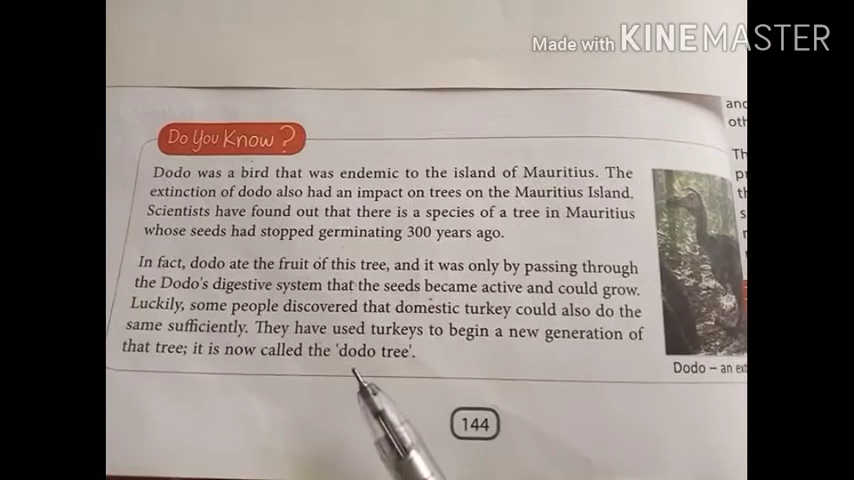 Made with KINEMASTER
Do You Know ?
Dodo was a bird that was endemic to the island of Mauritius. The
extinction of dodo also had an impact on trees on the Mauritius Island.
Scientists have found out that there is a species of a tree in Mauritius
whose seeds had stopped germinating 300 years ago.
In fact, dodo ate the fruit of this tree, and it was only by passing through
the Dodo's digestive system that the seeds became active and could grow.
Luckily, some people discovered that domestic turkey could also do the
same sufficiently. They have used turkeys to begin a new generation of
that tree; it is now called the 'dodo tree'.
Dodo – an ext
144